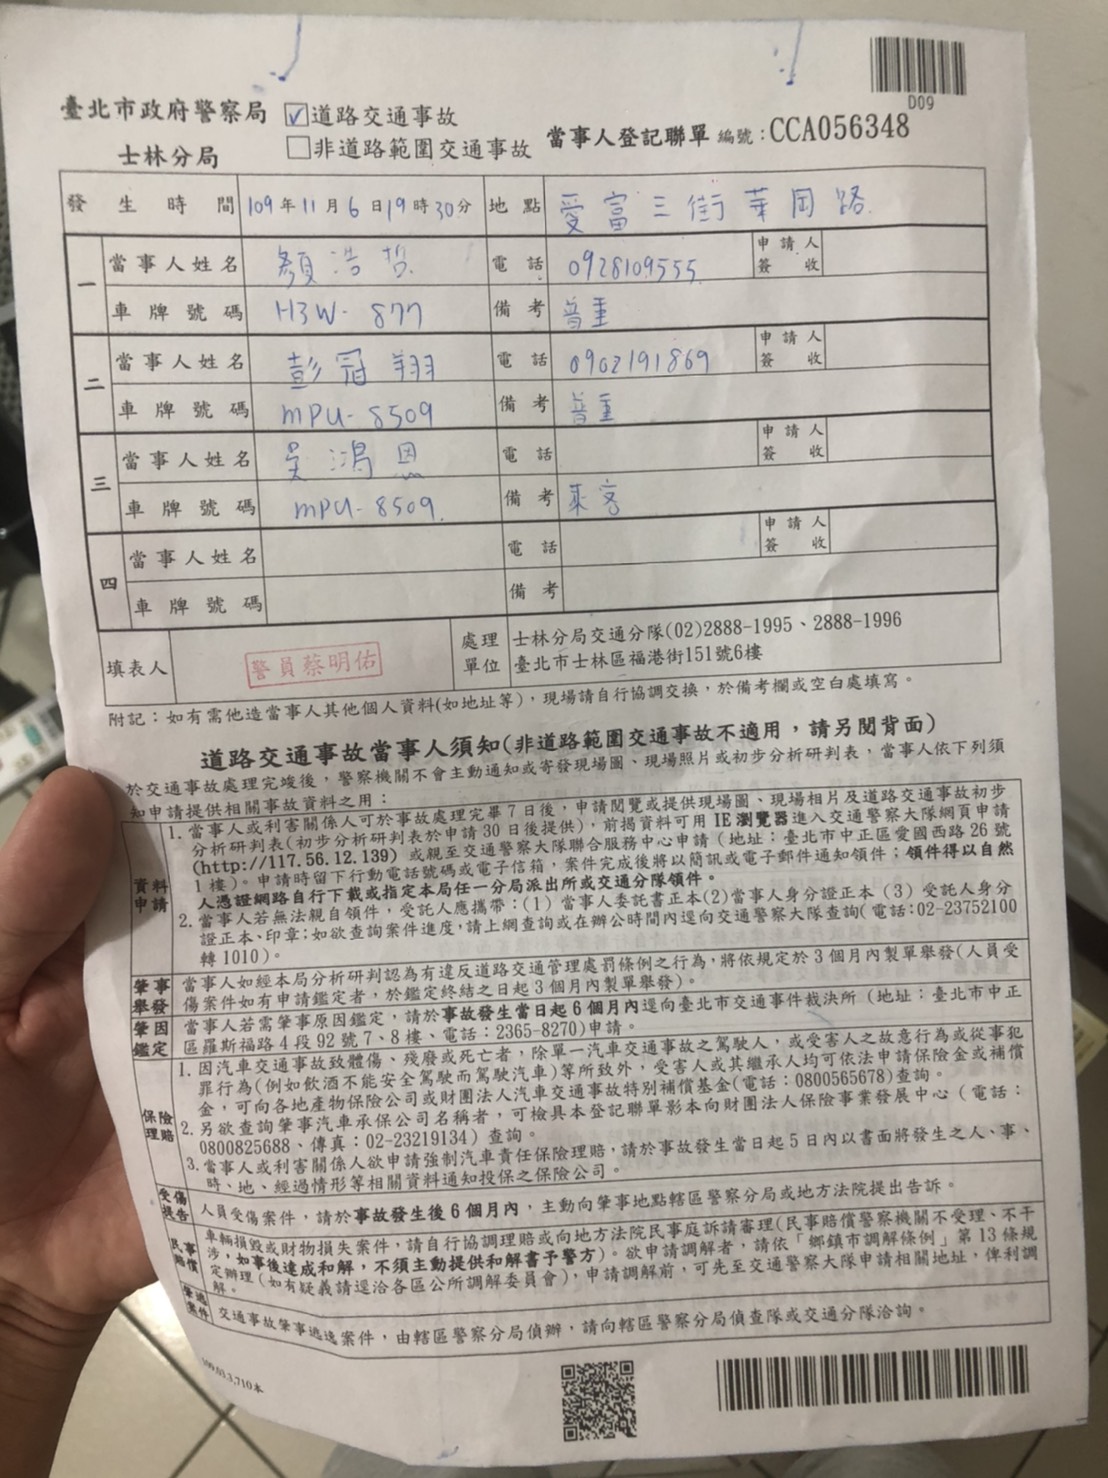 D09
臺北市政府警察局 ☑道路交通事故
士林分局 □非道路範圍交通事故 當事人登記聯單 編號:CCA056348
發生時間 109年11月6日19時30分 地點 愛富三街華岡路
一 當事人姓名 顏浩哲 電話 0928109555 申請人簽收
車牌號碼 H3W-877 備考 普重
二 當事人姓名 彭冠翔 電話 0902191869 申請人簽收
車牌號碼 MPU-8509 備考 普重
三 當事人姓名 吳鴻恩 電話 申請人簽收
車牌號碼 MPU-8509 備考 乘客
四 當事人姓名 電話 申請人簽收
車牌號碼 備考
填表人 警員蔡明佑 處理單位 士林分局交通分隊(02)2888-1995、2888-1996
臺北市士林區福港街151號6樓
附記:如有需他造當事人其他個人資料(如地址等),現場請自行協調交換,於備考欄或空白處填寫。
道路交通事故當事人須知(非道路範圍交通事故不適用,請另閱背面)
於交通事故處理完竣後,警察機關不會主動通知或寄發現場圖、現場照片或初步分析研判表,當事人依下列須
知申請提供相關事故資料之用:
資料申請
1. 當事人或利害關係人可於事故處理完畢7日後,申請閱覽或提供現場圖、現場相片及道路交通事故初步
分析研判表(初步分析研判表於申請30日後提供),前揭資料可用IE瀏覽器進入交通警察大隊網頁申請
(http://117.56.12.139)或親至交通警察大隊聯合服務中心申請(地址:臺北市中正區愛國西路26號
1樓)。申請時留下行動電話號碼或電子信箱,案件完成後將以簡訊或電子郵件通知領件;領件得以自然
人憑證網路自行下載或指定本局任一分局派出所或交通分隊領件。
2. 當事人若無法親自領件,受託人應攜帶:(1)當事人委託書正本(2)當事人身分證正本(3)受託人身分
證正本、印章;如欲查詢案件進度,請上網查詢或在辦公時間內逕向交通警察大隊查詢(電話:02-23752100
轉1010)。
肇事舉發
當事人如經本局分析研判認為有違反道路交通管理處罰條例之行為,將依規定於3個月內製單舉發(人員受
傷案件如有申請鑑定者,於鑑定終結之日起3個月內製單舉發)。
肇因鑑定
當事人若需肇事原因鑑定,請於事故發生當日起6個月內逕向臺北市交通事件裁決所(地址:臺北市中正
區羅斯福路4段92號7、8樓、電話:2365-8270)申請。
保險理賠
1. 因汽車交通事故致體傷、殘廢或死亡者,除單一汽車交通事故之駕駛人,或受害人之故意行為或從事犯
罪行為(例如飲酒不能安全駕駛而駕駛汽車)等所致外,受害人或其繼承人均可依法申請保險金或補償
金,可向各地產物保險公司或財團法人汽車交通事故特別補償基金(電話:0800565678)查詢。
2. 另欲查詢肇事汽車承保公司名稱者,可檢具本登記聯單影本向財團法人保險事業發展中心(電話:
0800825688、傳真:02-23219134)查詢。
3. 當事人或利害關係人欲申請強制汽車責任保險理賠,請於事故發生當日起5日內以書面將發生之人、事、
時、地、經過情形等相關資料通知投保之保險公司。
受傷提告
人員受傷案件,請於事故發生後6個月內,主動向肇事地點轄區警察分局或地方法院提出告訴。
民事賠償
車輛損毀或財物損失案件,請自行協調理賠或向地方法院民事庭訴請審理(民事賠償警察機關不受理、不干
涉,如事後達成和解,不須主動提供和解書予警方)。欲申請調解者,請依「鄉鎮市調解條例」第13條規
定辦理(如有疑義請逕洽各區公所調解委員會),申請調解前,可先至交通警察大隊申請相關地址,俾利調
解。
肇逃案件
交通事故肇事逃逸案件,由轄區警察分局偵辦,請向轄區警察分局偵查隊或交通分隊洽詢。
109.03.3,710本